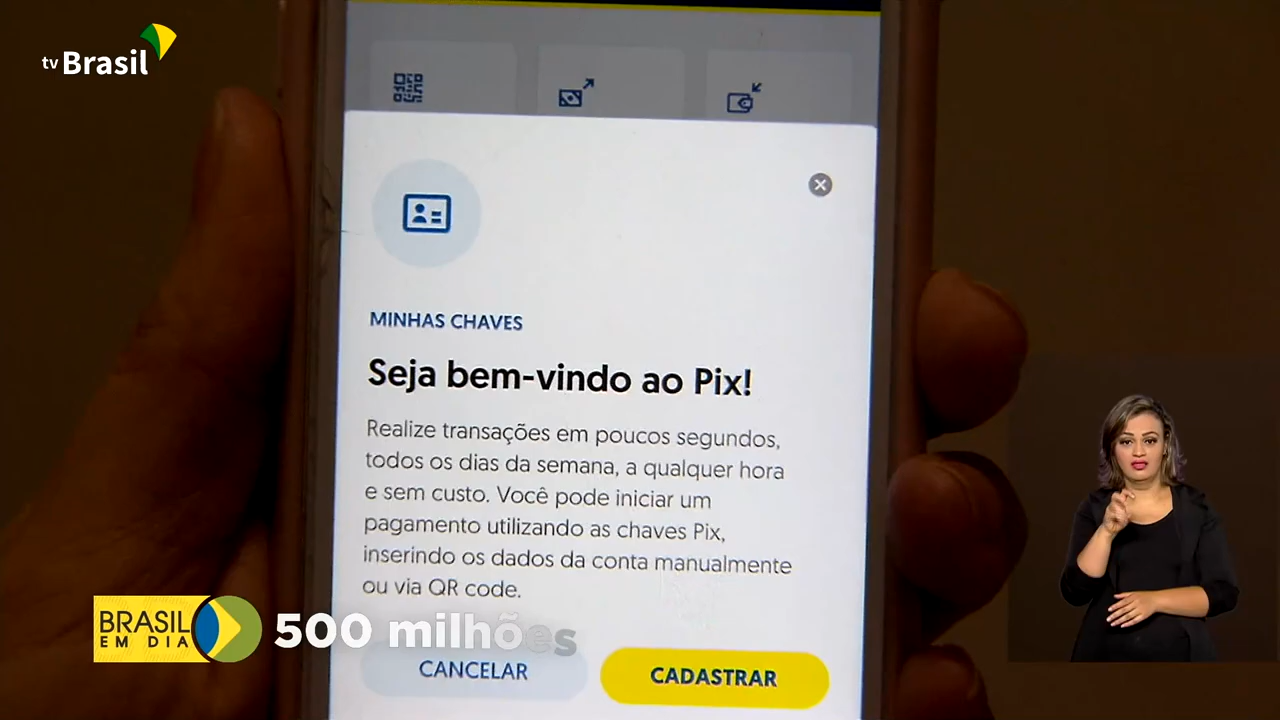 tv Brasil
MINHAS CHAVES
Seja bem-vindo ao Pix!
Realize transações em poucos segundos,
todos os dias da semana, a qualquer hora
e sem custo. Você pode iniciar um
pagamento utilizando as chaves Pix,
inserindo os dados da conta manualmente
ou via QR code.
BRASIL
EM DIA
500 milhões
CANCELAR
CADASTRAR